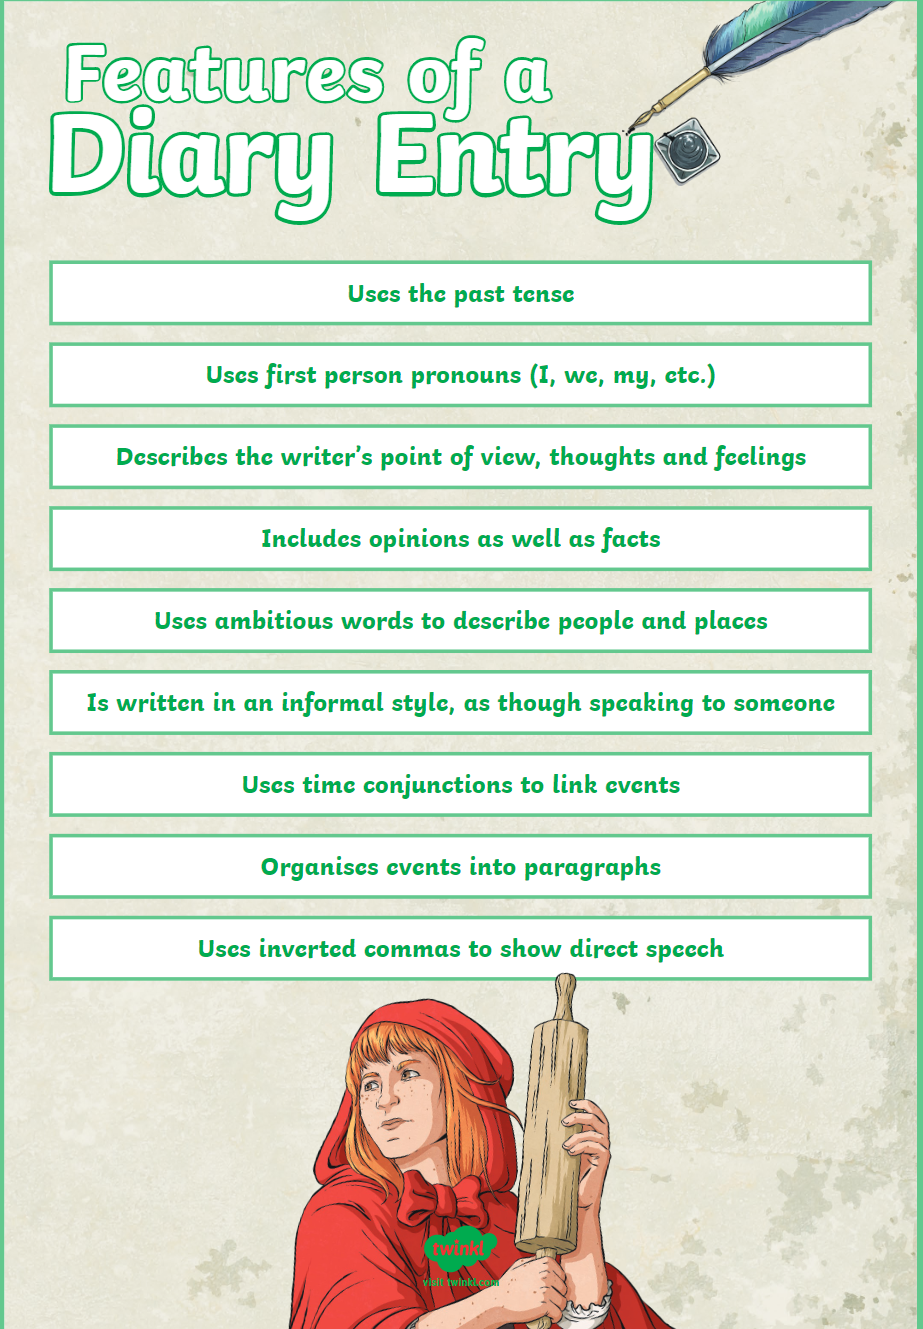 Features of a
Diary Entry
Uses the past tense
Uses first person pronouns (I, we, my, etc.)
Describes the writer's point of view, thoughts and feelings
Includes opinions as well as facts
Uses ambitious words to describe people and places
Is written in an informal style, as though speaking to someone
Uses time conjunctions to link events
Organises events into paragraphs
Uses inverted commas to show direct speech
twinkl
visit twinkl.com